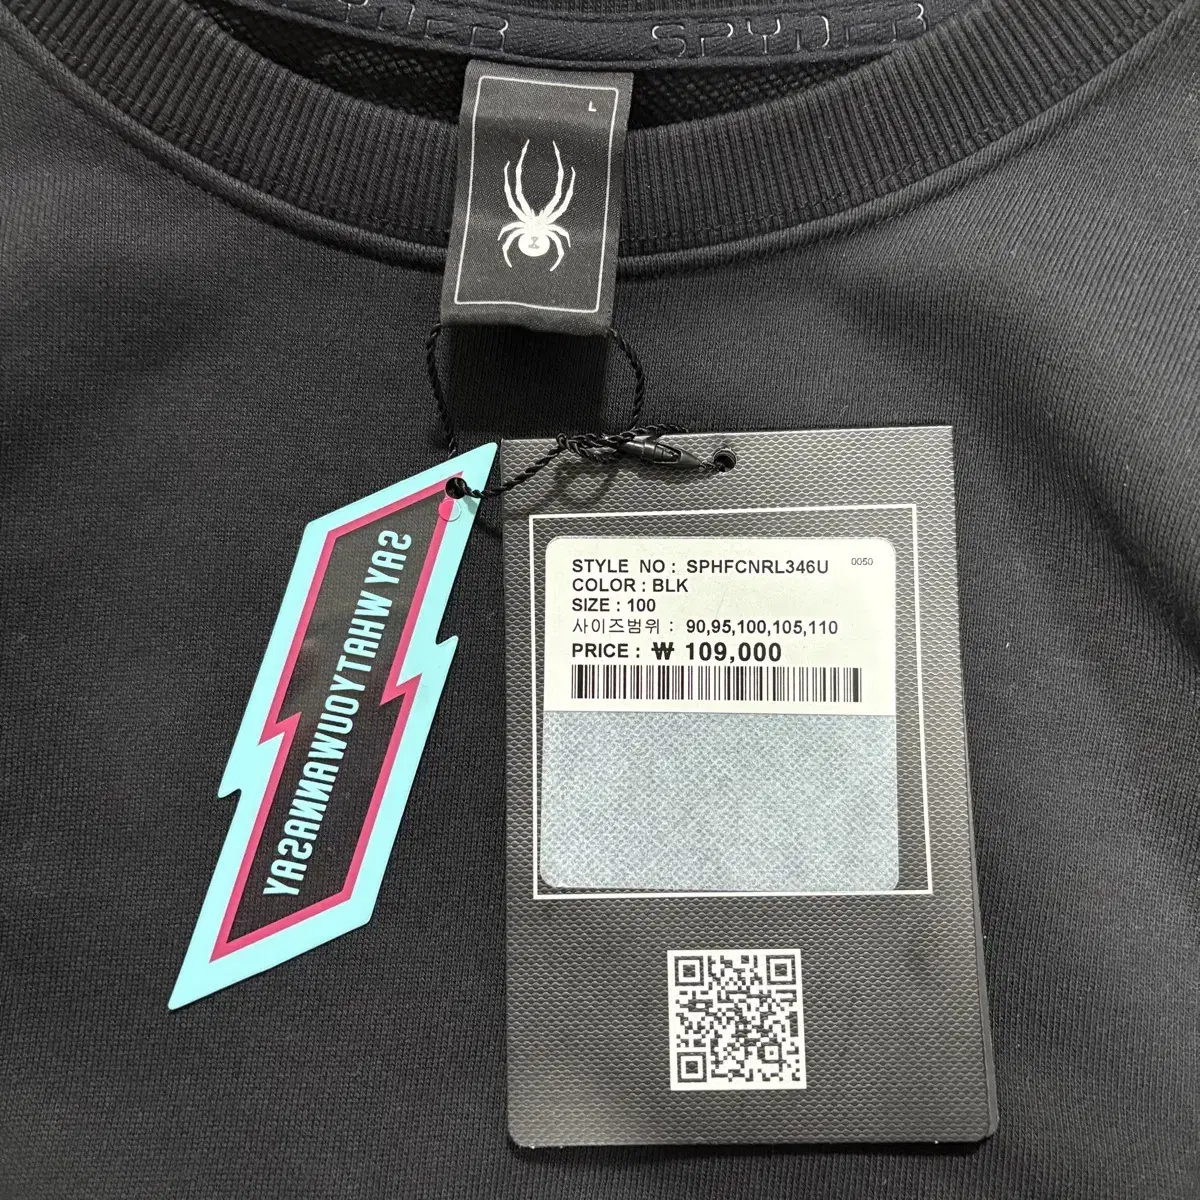 SPYDER
SPYDER
L
STYLE NO : SPHFCNRL346U 0050
COLOR : BLK
SIZE : 100
사이즈범위 : 90,95,100,105,110
PRICE : ₩ 109,000
SAY WHATYOUWANNASAY